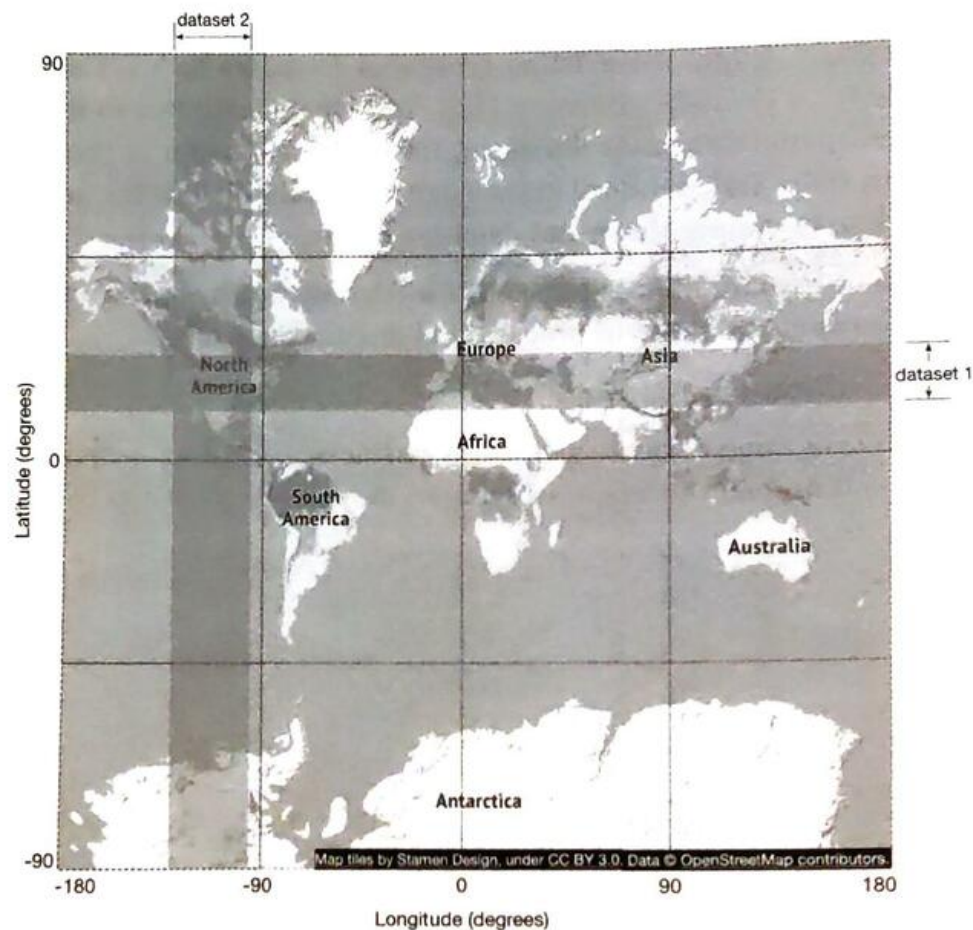 dataset 2
90
North
America
Europe
Asia
dataset 1
Africa
Latitude (degrees)
0
South
America
Australia
Antarctica
Map tiles by Stamen Design, under CC BY 3.0. Data © OpenStreetMap contributors.
-90
-180
-90
0
90
180
Longitude (degrees)